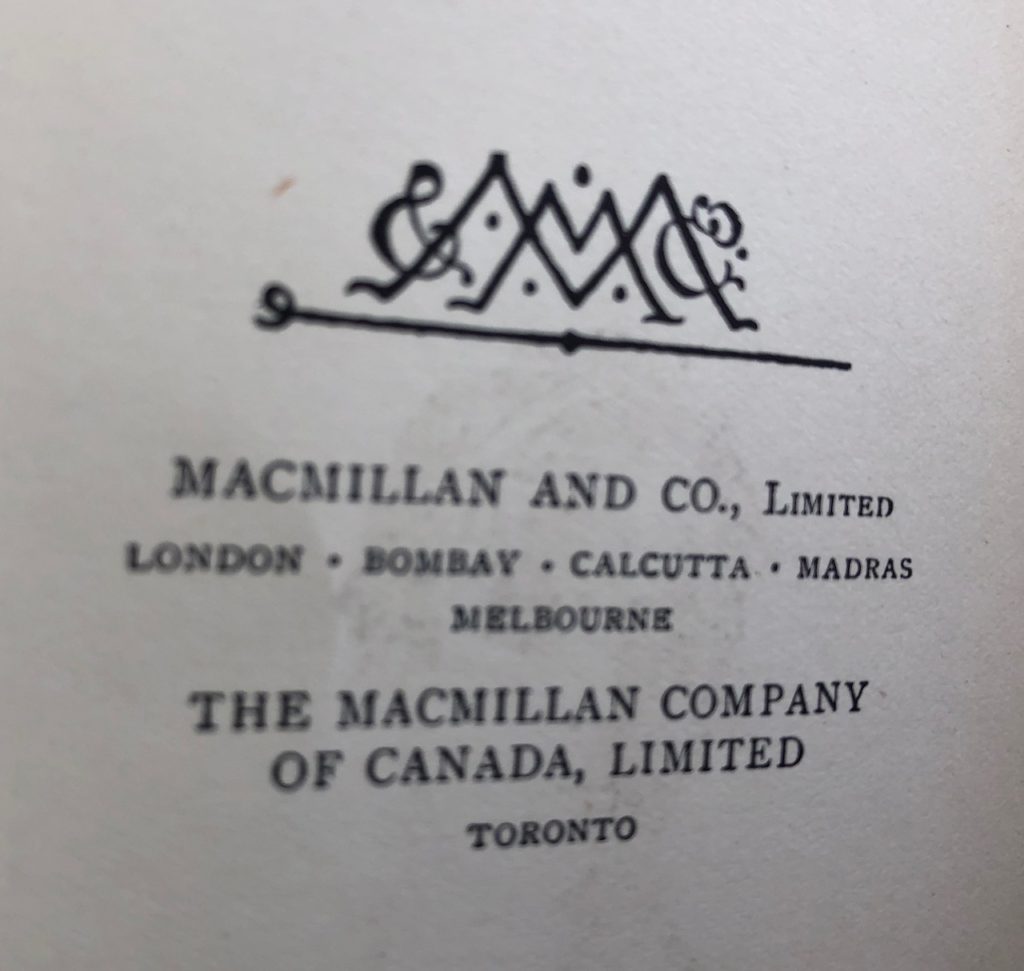 MACMILLAN AND CO., LIMITED
LONDON · BOMBAY · CALCUTTA · MADRAS
MELBOURNE
THE MACMILLAN COMPANY
OF CANADA, LIMITED
TORONTO